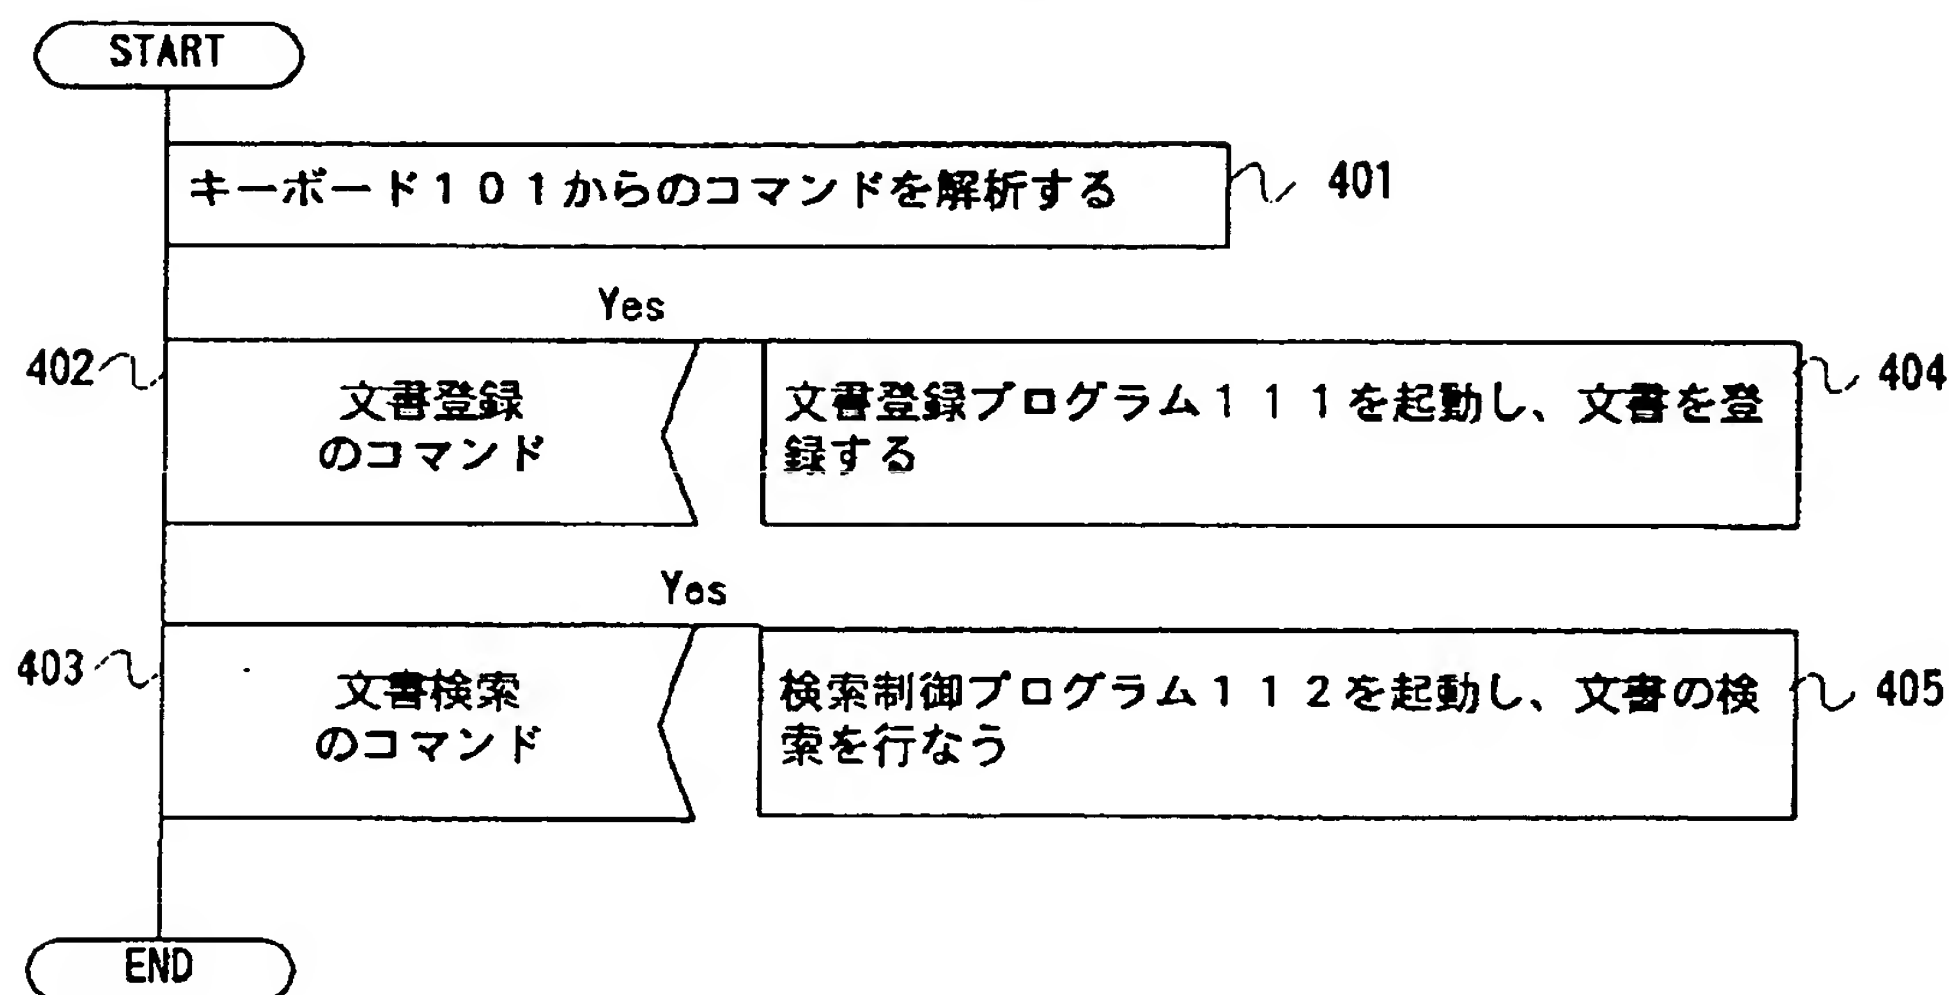 START
キーボード１０１からのコマンドを解析する
401
Yes
402
文書登録
のコマンド
文書登録プログラム１１１を起動し、文書を登
録する
404
Yes
403
文書検索
のコマンド
検索制御プログラム１１２を起動し、文書の検
索を行なう
405
END